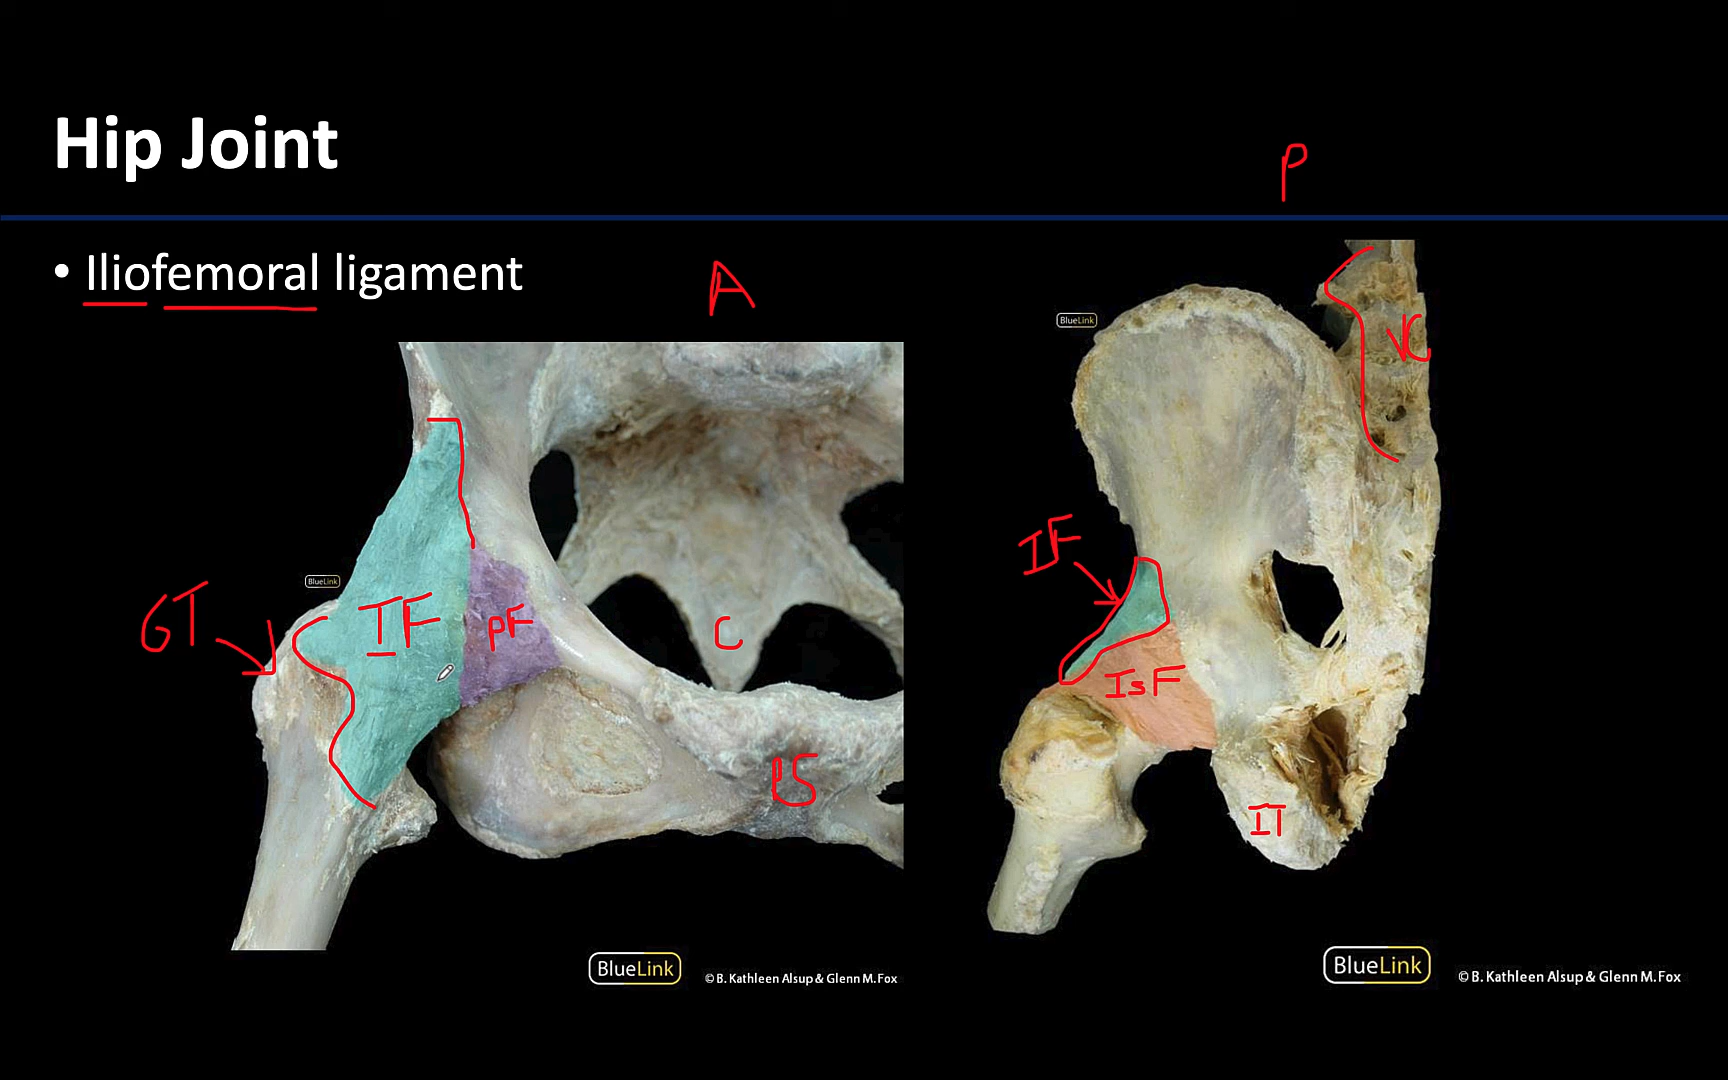 Hip Joint
P
• Iliofemoral ligament
A
BlueLink
VC
IF
BlueLink
GT
IF
PF
C
IsF
PS
IT
BlueLink
© B. Kathleen Alsup & Glenn M. Fox
BlueLink
© B. Kathleen Alsup & Glenn M. Fox